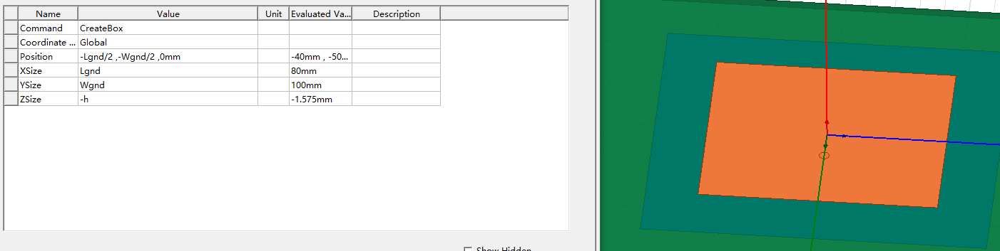 Name Value Unit Evaluated Va... Description
Command CreateBox
Coordinate ... Global
Position -Lgnd/2 ,-Wgnd/2 ,0mm -40mm , -50...
XSize Lgnd 80mm
YSize Wgnd 100mm
ZSize -h -1.575mm
Show Hidden